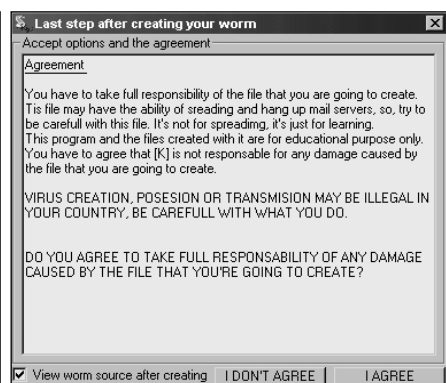 Last step after creating your worm
Accept options and the agreement
Agreement
You have to take full responsibility of the file that you are going to create.
Tis file may have the ability of sreading and hang up mail servers, so, try to
be carefull with this file. It's not for spreadimg, it's just for learning.
This program and the files created with it are for educational purpose only.
You have to agree that [K] is not responsable for any damage caused by
the file that you are going to create.
VIRUS CREATION, POSESION OR TRANSMISION MAY BE ILLEGAL IN
YOUR COUNTRY, BE CAREFULL WITH WHAT YOU DO.
DO YOU AGREE TO TAKE FULL RESPONSABILITY OF ANY DAMAGE
CAUSED BY THE FILE THAT YOU'RE GOING TO CREATE?
View worm source after creating I DON'T AGREE I AGREE